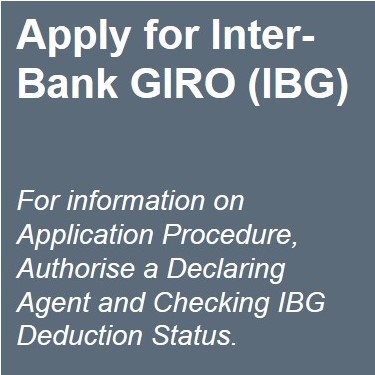 Apply for Inter-
Bank GIRO (IBG)
For information on
Application Procedure,
Authorise a Declaring
Agent and Checking IBG
Deduction Status.